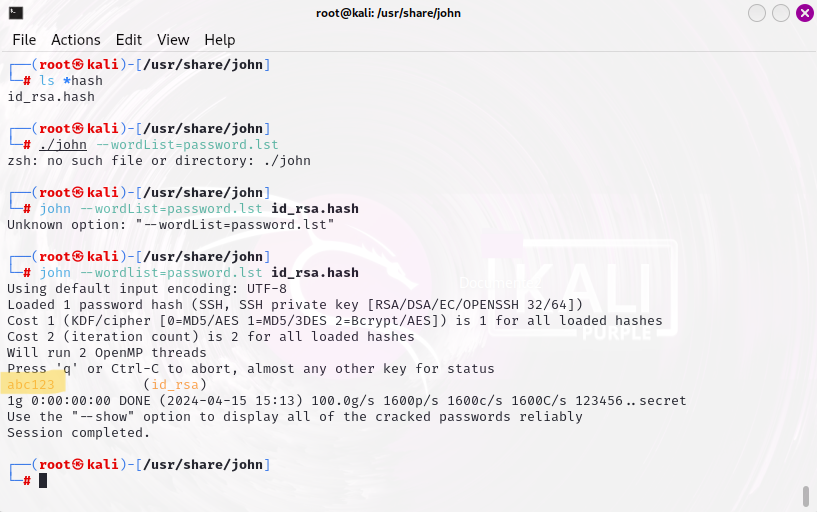 root@kali: /usr/share/john
File Actions Edit View Help
┌──(root㉿kali)-[/usr/share/john]
└─# ls *hash
id_rsa.hash
┌──(root㉿kali)-[/usr/share/john]
└─# ./john --wordList=password.lst
zsh: no such file or directory: ./john
┌──(root㉿kali)-[/usr/share/john]
└─# john --wordList=password.lst id_rsa.hash
Unknown option: "--wordList=password.lst"
┌──(root㉿kali)-[/usr/share/john]
└─# john --wordlist=password.lst id_rsa.hash
Using default input encoding: UTF-8
Loaded 1 password hash (SSH, SSH private key [RSA/DSA/EC/OPENSSH 32/64])
Cost 1 (KDF/cipher [0=MD5/AES 1=MD5/3DES 2=Bcrypt/AES]) is 1 for all loaded hashes
Cost 2 (iteration count) is 2 for all loaded hashes
Will run 2 OpenMP threads
Press 'q' or Ctrl-C to abort, almost any other key for status
abc123 (id_rsa)
1g 0:00:00:00 DONE (2024-04-15 15:13) 100.0g/s 1600p/s 1600c/s 1600C/s 123456..secret
Use the "--show" option to display all of the cracked passwords reliably
Session completed.
┌──(root㉿kali)-[/usr/share/john]
└─#
KALI
PURPLE